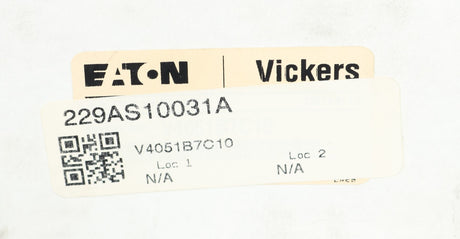 EATON Vickers
229AS10031A
V4051B7C10
Loc 1 Loc 2
N/A N/A